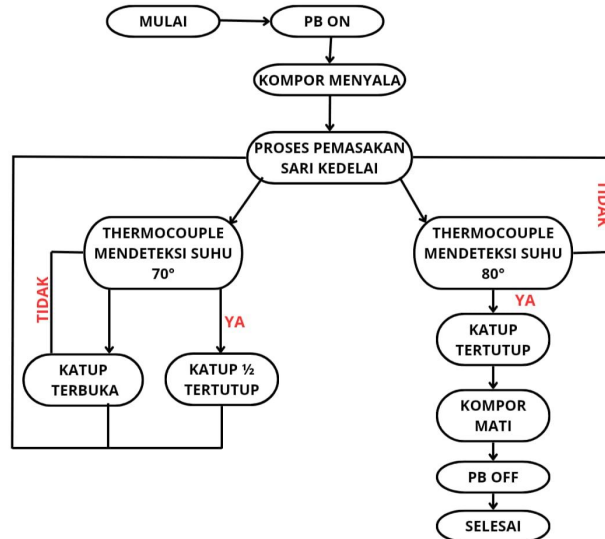 MULAI
PB ON
KOMPOR MENYALA
PROSES PEMASAKAN
SARI KEDELAI
THERMOCOUPLE
MENDETEKSI SUHU
70°
TIDAK
YA
KATUP
TERBUKA
KATUP ½
TERTUTUP
THERMOCOUPLE
MENDETEKSI SUHU
80°
TIDAK
YA
KATUP
TERTUTUP
KOMPOR
MATI
PB OFF
SELESAI